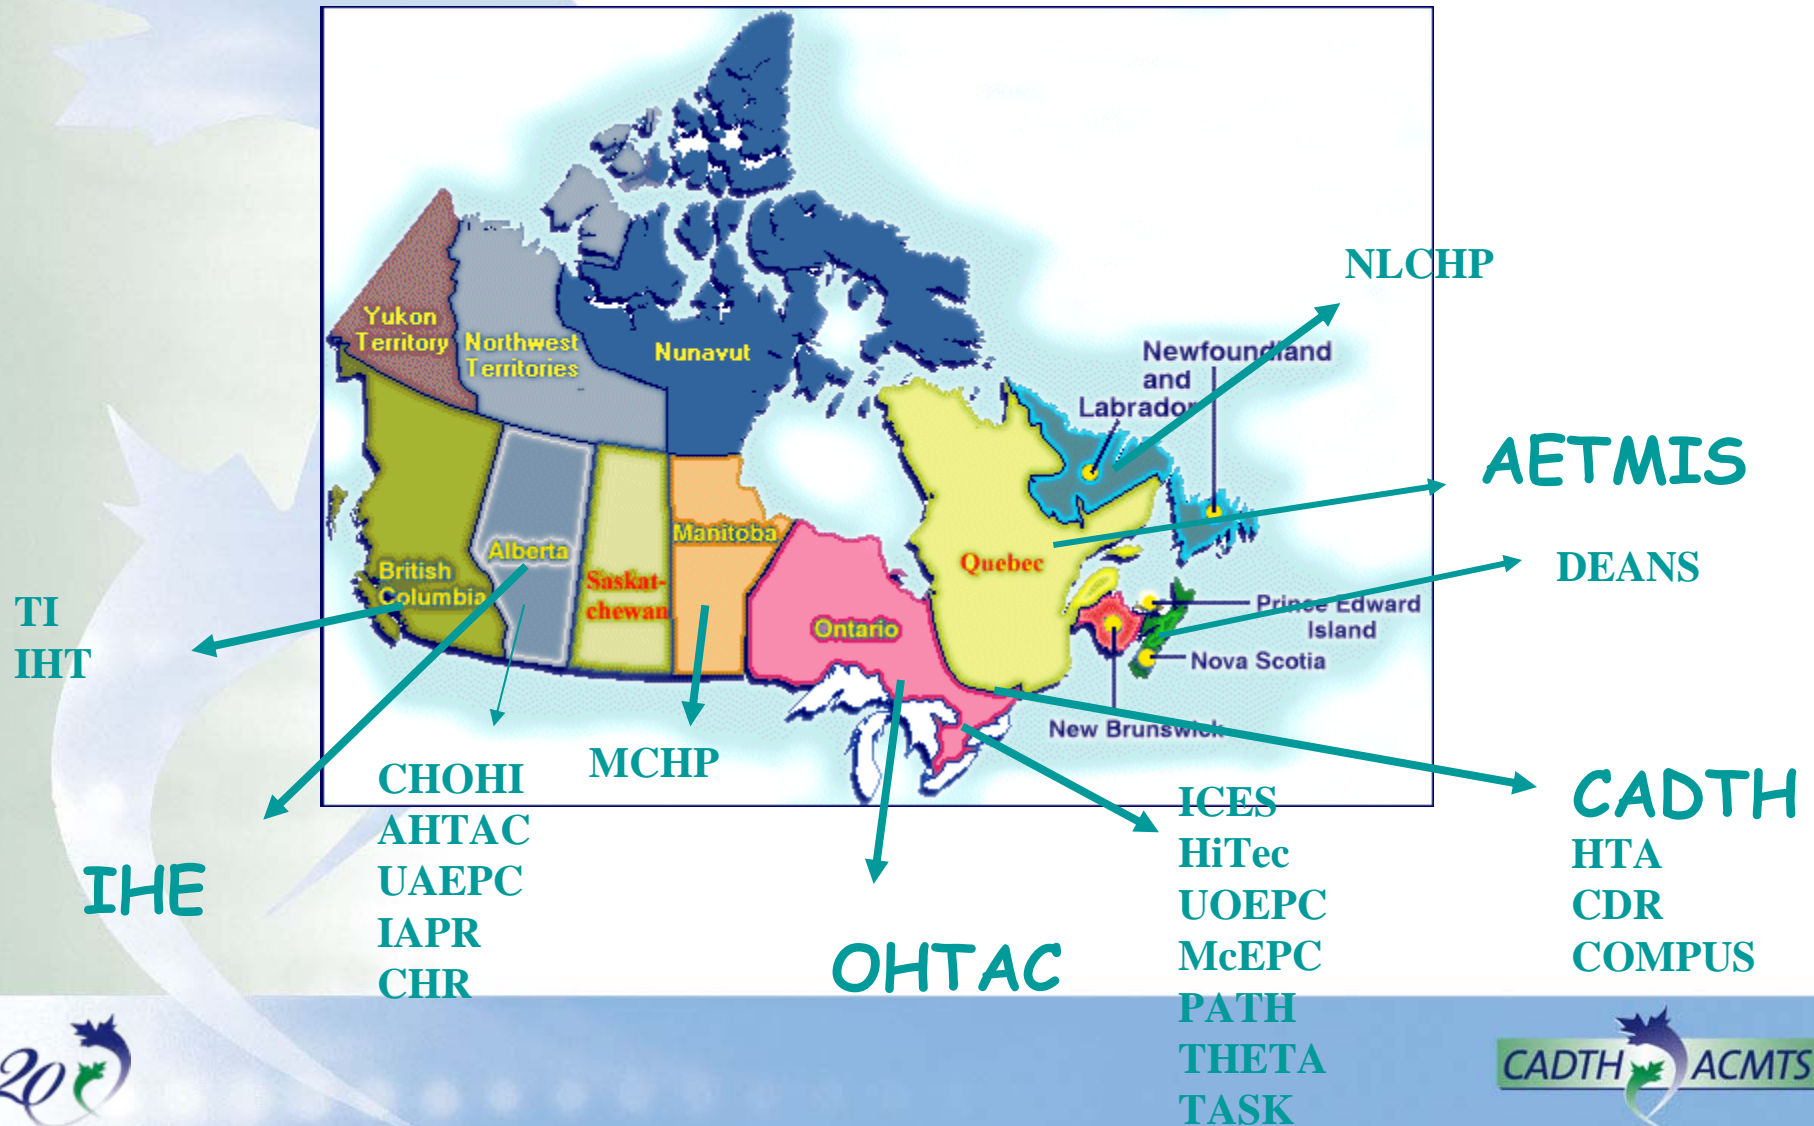 NLCHP
Yukon
Territory
Northwest
Territories
Nunavut
Newfoundland
and
Labrador
AETMIS
Manitoba
Alberta
British
Columbia
Saskat-
chewan
Quebec
DEANS
TI
IHT
Ontario
Prince Edward
Island
Nova Scotia
New Brunswick
MCHP
CHOHI
AHTAC
UAEPC
IAPR
CHR
IHE
OHTAC
ICES
HiTec
UOEPC
McEPC
PATH
THETA
TASK
CADTH
HTA
CDR
COMPUS
20
CADTH ACMTS